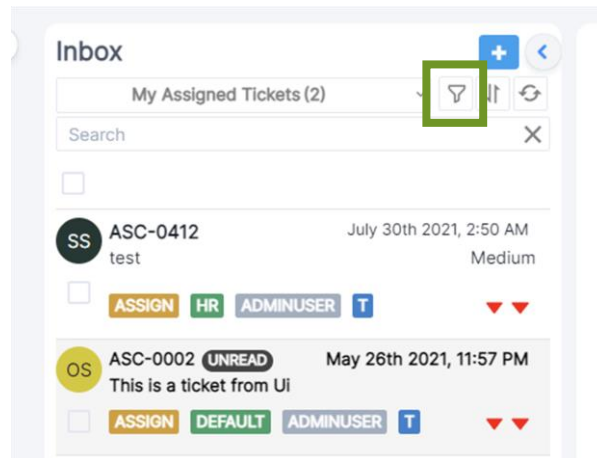 Inbox
+
My Assigned Tickets (2)
Search
SS
ASC-0412
July 30th 2021, 2:50 AM
test
Medium
ASSIGN HR ADMINUSER T
OS
ASC-0002 UNREAD
May 26th 2021, 11:57 PM
This is a ticket from Ui
ASSIGN DEFAULT ADMINUSER T